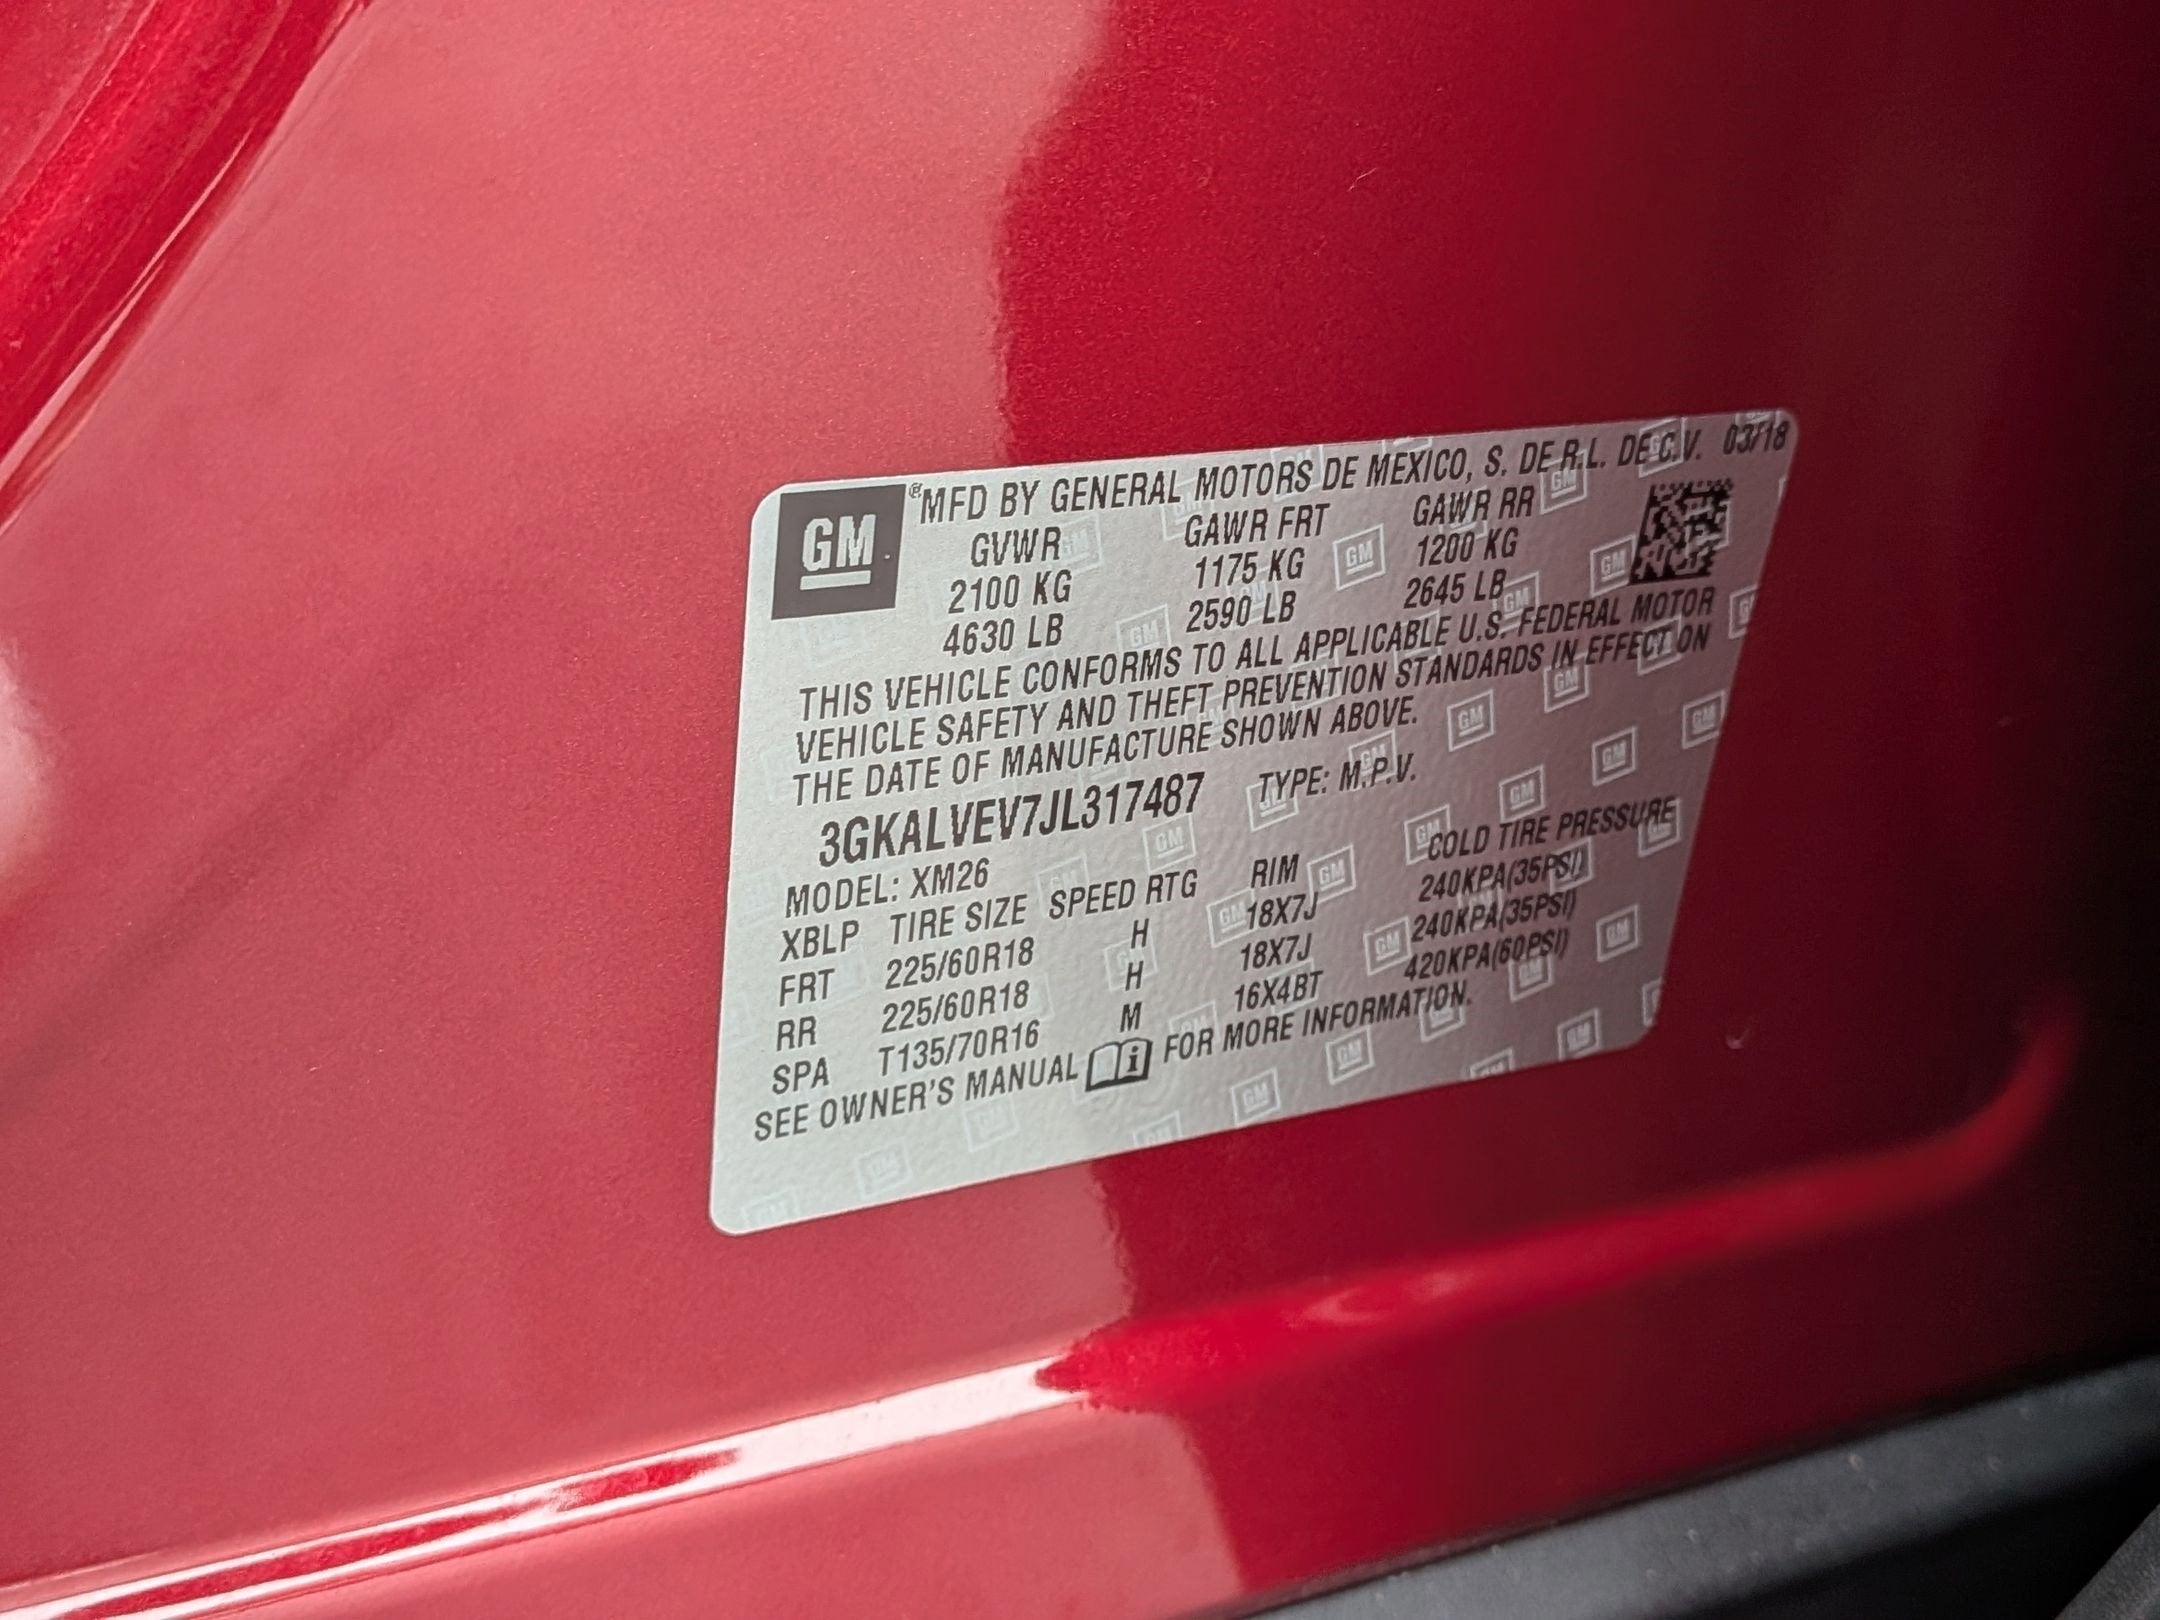 GM ® MFD BY GENERAL MOTORS DE MEXICO, S. DE R.L. DE C.V. 03/18
GVWR GAWR FRT GAWR RR
2100 KG 1175 KG 1200 KG
4630 LB 2590 LB 2645 LB
THIS VEHICLE CONFORMS TO ALL APPLICABLE U.S. FEDERAL MOTOR
VEHICLE SAFETY AND THEFT PREVENTION STANDARDS IN EFFECT ON
THE DATE OF MANUFACTURE SHOWN ABOVE.
3GKALVEV7JL317487 TYPE: M.P.V.
MODEL: XM26
XBLP TIRE SIZE SPEED RTG RIM COLD TIRE PRESSURE
FRT 225/60R18 H 18X7J 240KPA(35PSI)
RR 225/60R18 H 18X7J 240KPA(35PSI)
SPA T135/70R16 M 16X4BT 420KPA(60PSI)
SEE OWNER'S MANUAL FOR MORE INFORMATION.